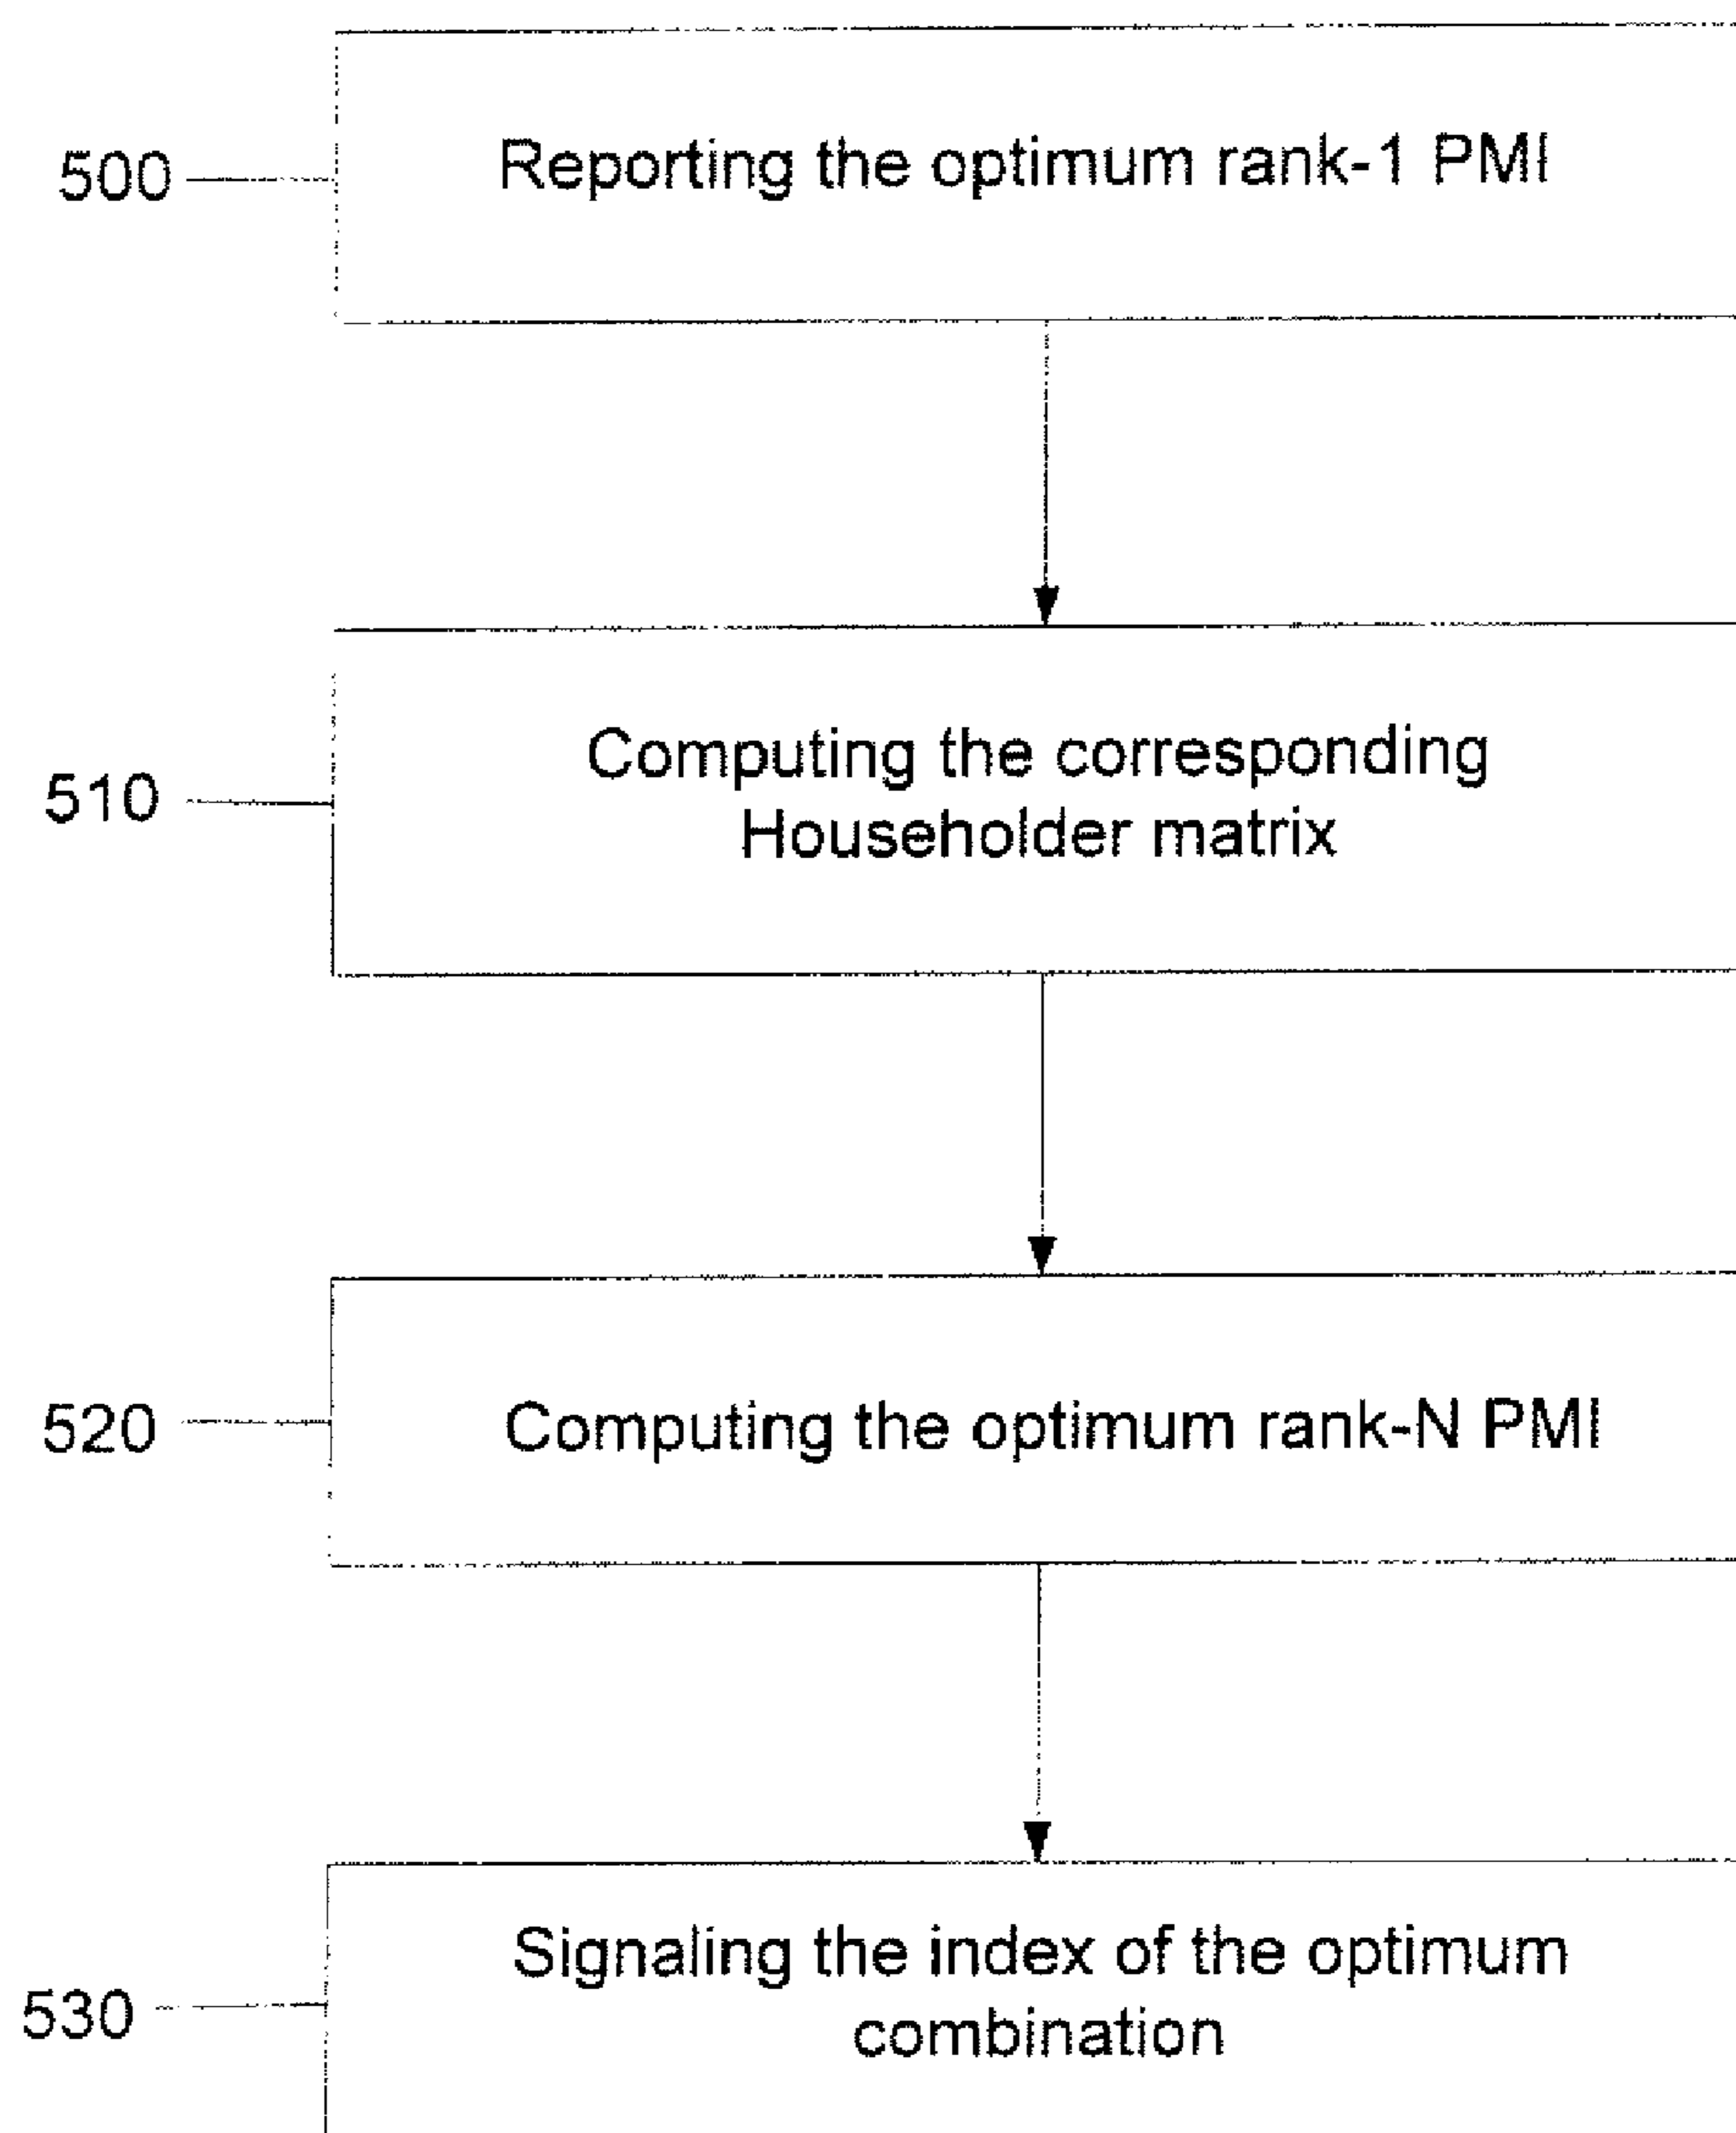 500
Reporting the optimum rank-1 PMI
510
Computing the corresponding
Householder matrix
520
Computing the optimum rank-N PMI
530
Signaling the index of the optimum
combination